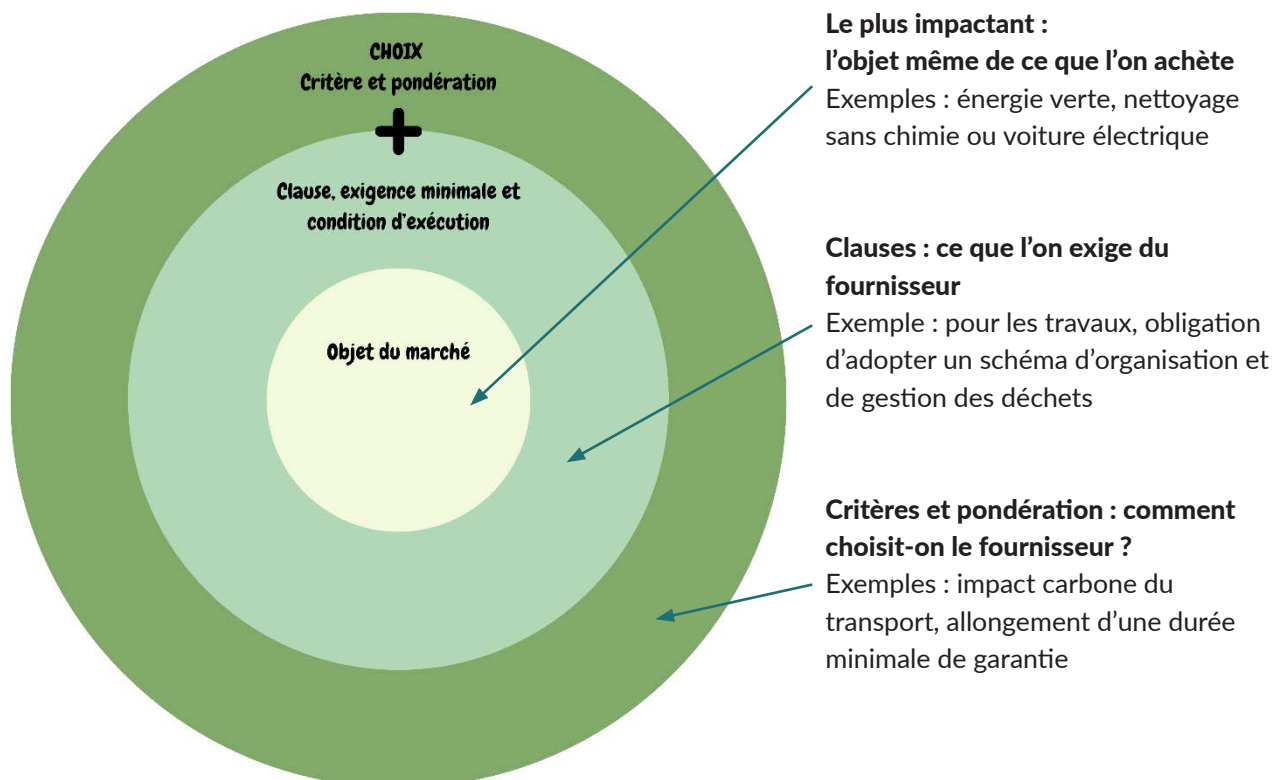 CHOIX
Critère et pondération
Clause, exigence minimale et
condition d'exécution
Objet du marché
Le plus impactant :
l'objet même de ce que l'on achète
Exemples : énergie verte, nettoyage
sans chimie ou voiture électrique
Clauses : ce que l'on exige du
fournisseur
Exemple : pour les travaux, obligation
d'adopter un schéma d'organisation et
de gestion des déchets
Critères et pondération : comment
choisit-on le fournisseur ?
Exemples : impact carbone du
transport, allongement d'une durée
minimale de garantie